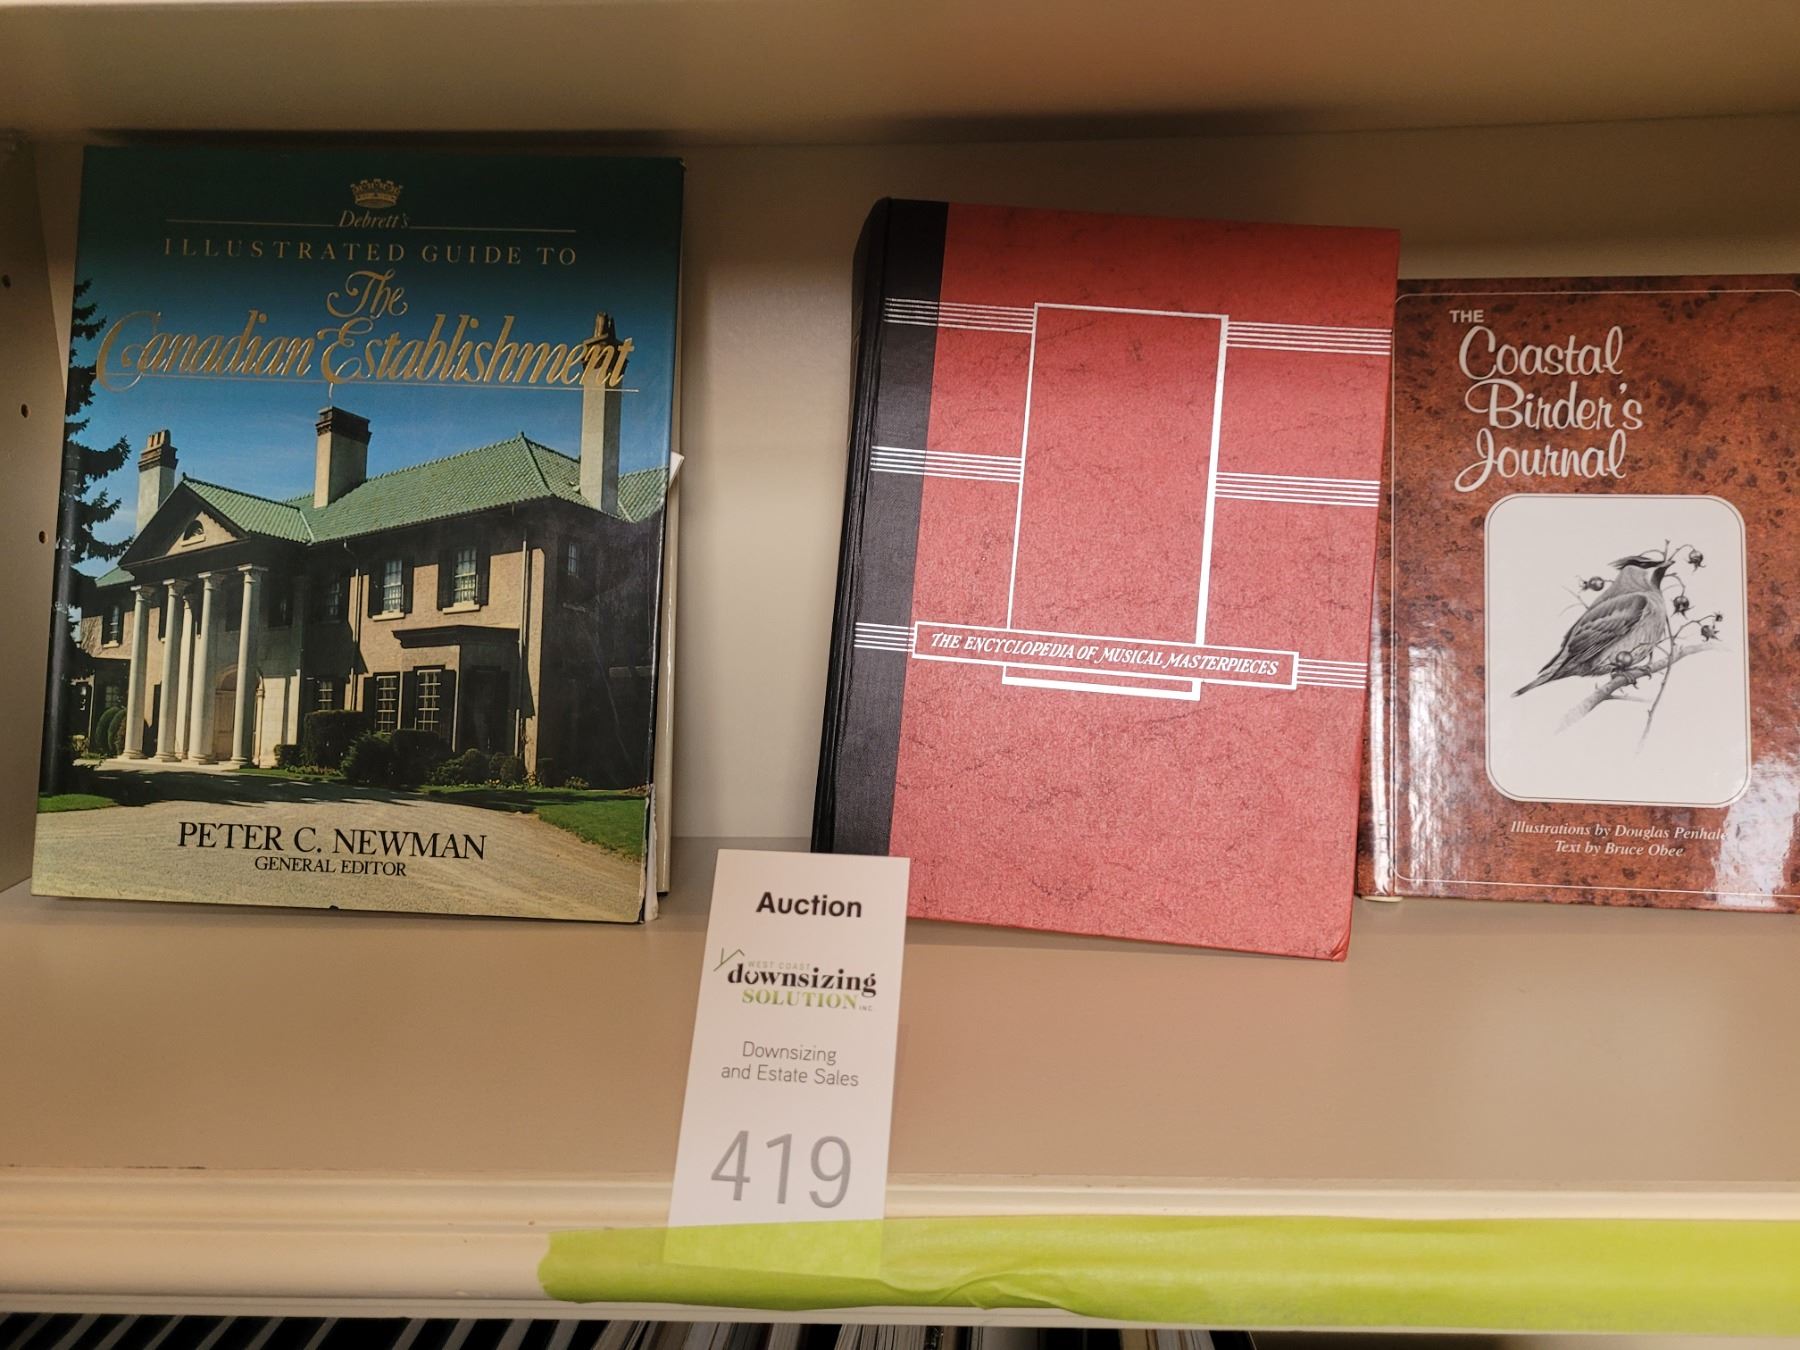 Debrett's
ILLUSTRATED GUIDE TO
The
Canadian Establishment
PETER C. NEWMAN
GENERAL EDITOR
THE ENCYCLOPEDIA OF MUSICAL MASTERPIECES
THE
Coastal
Birder's
Journal
Illustrations by Douglas Penhale
Text by Bruce Obee
Auction
WEST COAST
downsizing
SOLUTION INC.
Downsizing
and Estate Sales
419